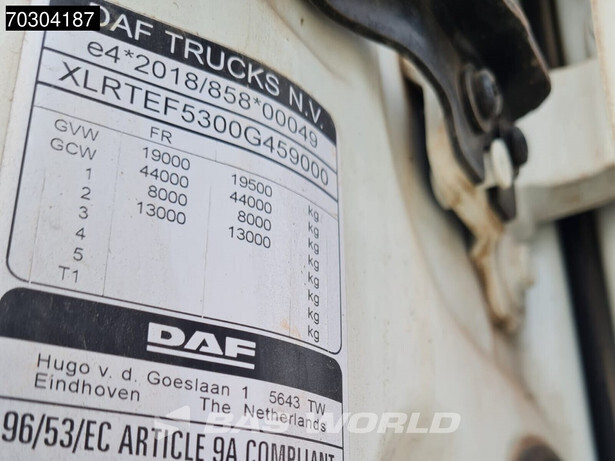 70304187
DAF TRUCKS N.V.
e4*2018/858*00049
XLRTEF5300G459000
FR
GVW 19000 19500 kg
GCW 44000 44000 kg
1 8000 8000 kg
2 13000 13000 kg
3 kg
4 kg
5 kg
T1 kg
DAF
Hugo v. d. Goeslaan 1 5643 TW
Eindhoven The Netherlands
BAS WORLD
96/53/EC ARTICLE 9A COMPLIANT